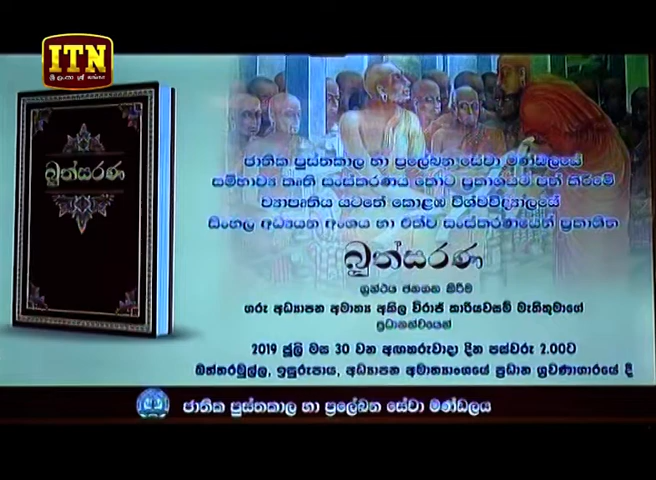 ITN
ශ්‍රී ලංකා ප්‍රථම
බුත්සරණ
ජාතික පුස්තකාල හා ප්‍රලේඛන සේවා මණ්ඩලයේ
සම්භාව්‍ය කෘති සංස්කරණය කොට ප්‍රකාශයට පත් කිරීමේ
ව්‍යාපෘතිය යටතේ කොළඹ විශ්වවිද්‍යාලයේ
සිංහල අධ්‍යයන අංශය හා ඒක්ව සංස්කරණයෙන් ප්‍රකාශිත
බුත්සරණ
ග්‍රන්ථය ජනගත කිරීම
ගරු අධ්‍යාපන අමාත්‍ය අකිල විරාජ් කාරියවසම් මැතිතුමාගේ
ප්‍රධානත්වයෙන්
2019 ජූලි මස 30 වන අඟහරුවාදා දින පස්වරු 2.00ට
බත්තරමුල්ල, ඉසුරුපාය, අධ්‍යාපන අමාත්‍යාංශයේ ප්‍රධාන ශ්‍රවණාගාරයේ දී
ජාතික පුස්තකාල හා ප්‍රලේඛන සේවා මණ්ඩලය